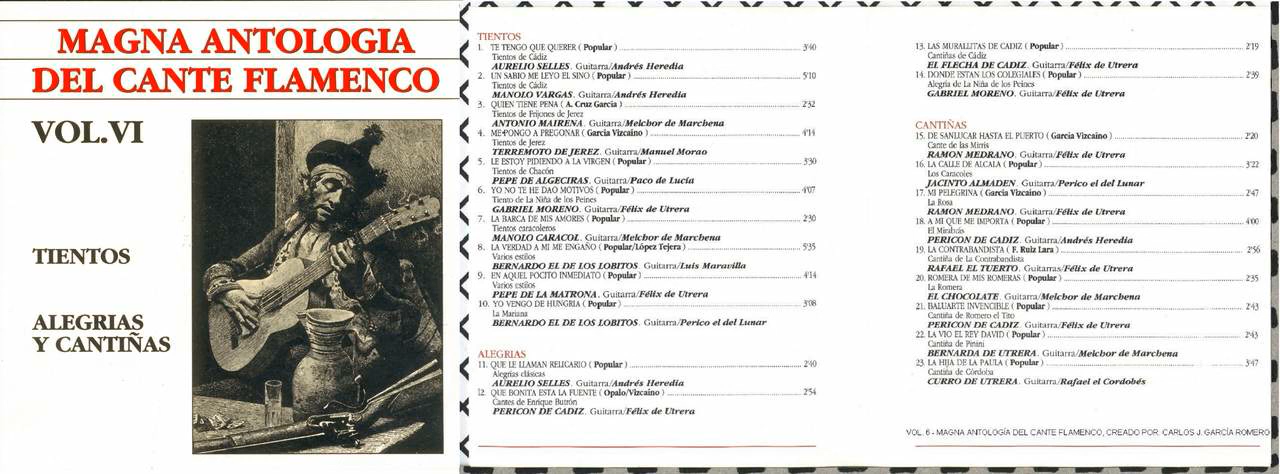 MAGNA ANTOLOGIA
DEL CANTE FLAMENCO
VOL.VI
TIENTOS
ALEGRIAS
Y CANTIÑAS
TIENTOS
1. TE TENGO QUE QUERER ( Popular ) 3'40
Tientos de Cádiz
AURELIO SELLES. Guitarra/Andrés Heredia
2. UN SABIO ME LEYO EL SINO ( Popular ) 5'10
Tientos de Cádiz
MANOLO VARGAS. Guitarra/Andrés Heredia
3. QUIEN TIENE PENA ( A. Cruz Garcia ) 2'32
Tientos de Frijones de Jerez
ANTONIO MAIRENA. Guitarra/Melchor de Marchena
4. ME PONGO A PREGONAR ( Garcia Vizcaíno ) 4'14
Tientos de Jerez
TERREMOTO DE JEREZ. Guitarra/Manuel Morao
5. LE ESTOY PIDIENDO A LA VIRGEN ( Popular ) 3'30
Tientos de Chacón
PEPE DE ALGECIRAS. Guitarra/Paco de Lucía
6. YO NO TE HE DAO MOTIVOS ( Popular ) 4'07
Tiento de La Niña de los Peines
GABRIEL MORENO. Guitarra/Félix de Utrera
7. LA BARCA DE MIS AMORES ( Popular ) 2'30
Tientos caracoleros
MANOLO CARACOL. Guitarra/Melchor de Marchena
8. LA VERDAD A MI ME ENGAÑO ( Popular/López Tejera ) 5'35
Varios estilos
BERNARDO EL DE LOS LOBITOS. Guitarra/Luis Maravilla
9. EN AQUEL POCITO INMEDIATO ( Popular ) 4'14
Varios estilos
PEPE DE LA MATRONA. Guitarra/Félix de Utrera
10. YO VENGO DE HUNGRIA ( Popular ) 3'08
La Mariana
BERNARDO EL DE LOS LOBITOS. Guitarra/Perico el del Lunar
ALEGRIAS
11. QUE LE LLAMAN RELICARIO ( Popular ) 2'40
Alegrías clásicas
AURELIO SELLES. Guitarra/Andrés Heredia
12. QUE BONITA ESTA LA FUENTE ( Opalo/Vizcaíno ) 2'54
Cantes de Enrique Butrón
PERICON DE CADIZ. Guitarra/Félix de Utrera
13. LAS MURALLITAS DE CADIZ ( Popular ) 2'19
Cantiñas de Cádiz
EL FLECHA DE CADIZ. Guitarra/Félix de Utrera
14. DONDE ESTAN LOS COLEGIALES ( Popular ) 2'39
Alegría de La Niña de los Peines
GABRIEL MORENO. Guitarra/Félix de Utrera
CANTIÑAS
15. DE SANLUCAR HASTA EL PUERTO ( Garcia Vizcaíno ) 2'20
Cante de las Mirris
RAMON MEDRANO. Guitarra/Félix de Utrera
16. LA CALLE DE ALCALA ( Popular ) 3'22
Los Caracoles
JACINTO ALMADEN. Guitarra/Perico el del Lunar
17. MI PELEGRINA ( Garcia Vizcaíno ) 2'47
La Rosa
RAMON MEDRANO. Guitarra/Félix de Utrera
18. A MI QUE ME IMPORTA ( Popular ) 4'00
El Mirabrás
PERICON DE CADIZ. Guitarra/Andrés Heredia
19. LA CONTRABANDISTA ( F. Ruiz Lara ) 2'56
Cantiña de La Contrabandista
RAFAEL EL TUERTO. Guitarras/Félix de Utrera
20. ROMERA DE MIS ROMERAS ( Popular ) 2'35
La Romera
EL CHOCOLATE. Guitarra/Melchor de Marchena
21. BALUARTE INVENCIBLE ( Popular ) 2'43
Cantiña de Romero el Tito
PERICON DE CADIZ. Guitarra/Félix de Utrera
22. LA VIO EL REY DAVID ( Popular ) 2'43
Cantiña de Pinini
BERNARDA DE UTRERA. Guitarra/Melchor de Marchena
23. LA HIJA DE LA PAULA ( Popular ) 3'47
Cantiña de Córdoba
CURRO DE UTRERA. Guitarra/Rafael el Cordobés
VOL. 6 - MAGNA ANTOLOGÍA DEL CANTE FLAMENCO, CREADO POR: CARLOS J. GARCÍA ROMERO